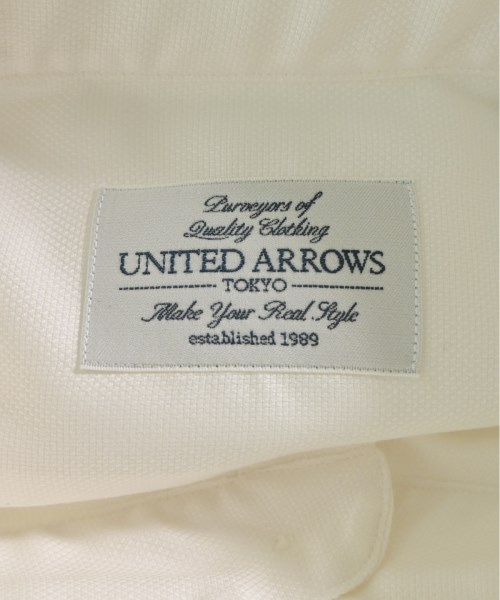 Purveyors of
Quality Clothing
UNITED ARROWS
TOKYO
Make Your Real Style
established 1989